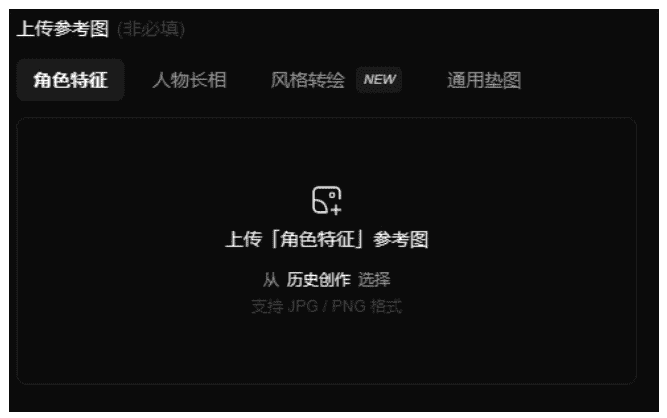 上传参考图 (非必填)
角色特征 人物长相 风格转绘 NEW 通用垫图
上传「角色特征」参考图
从 历史创作 选择
支持 JPG / PNG 格式